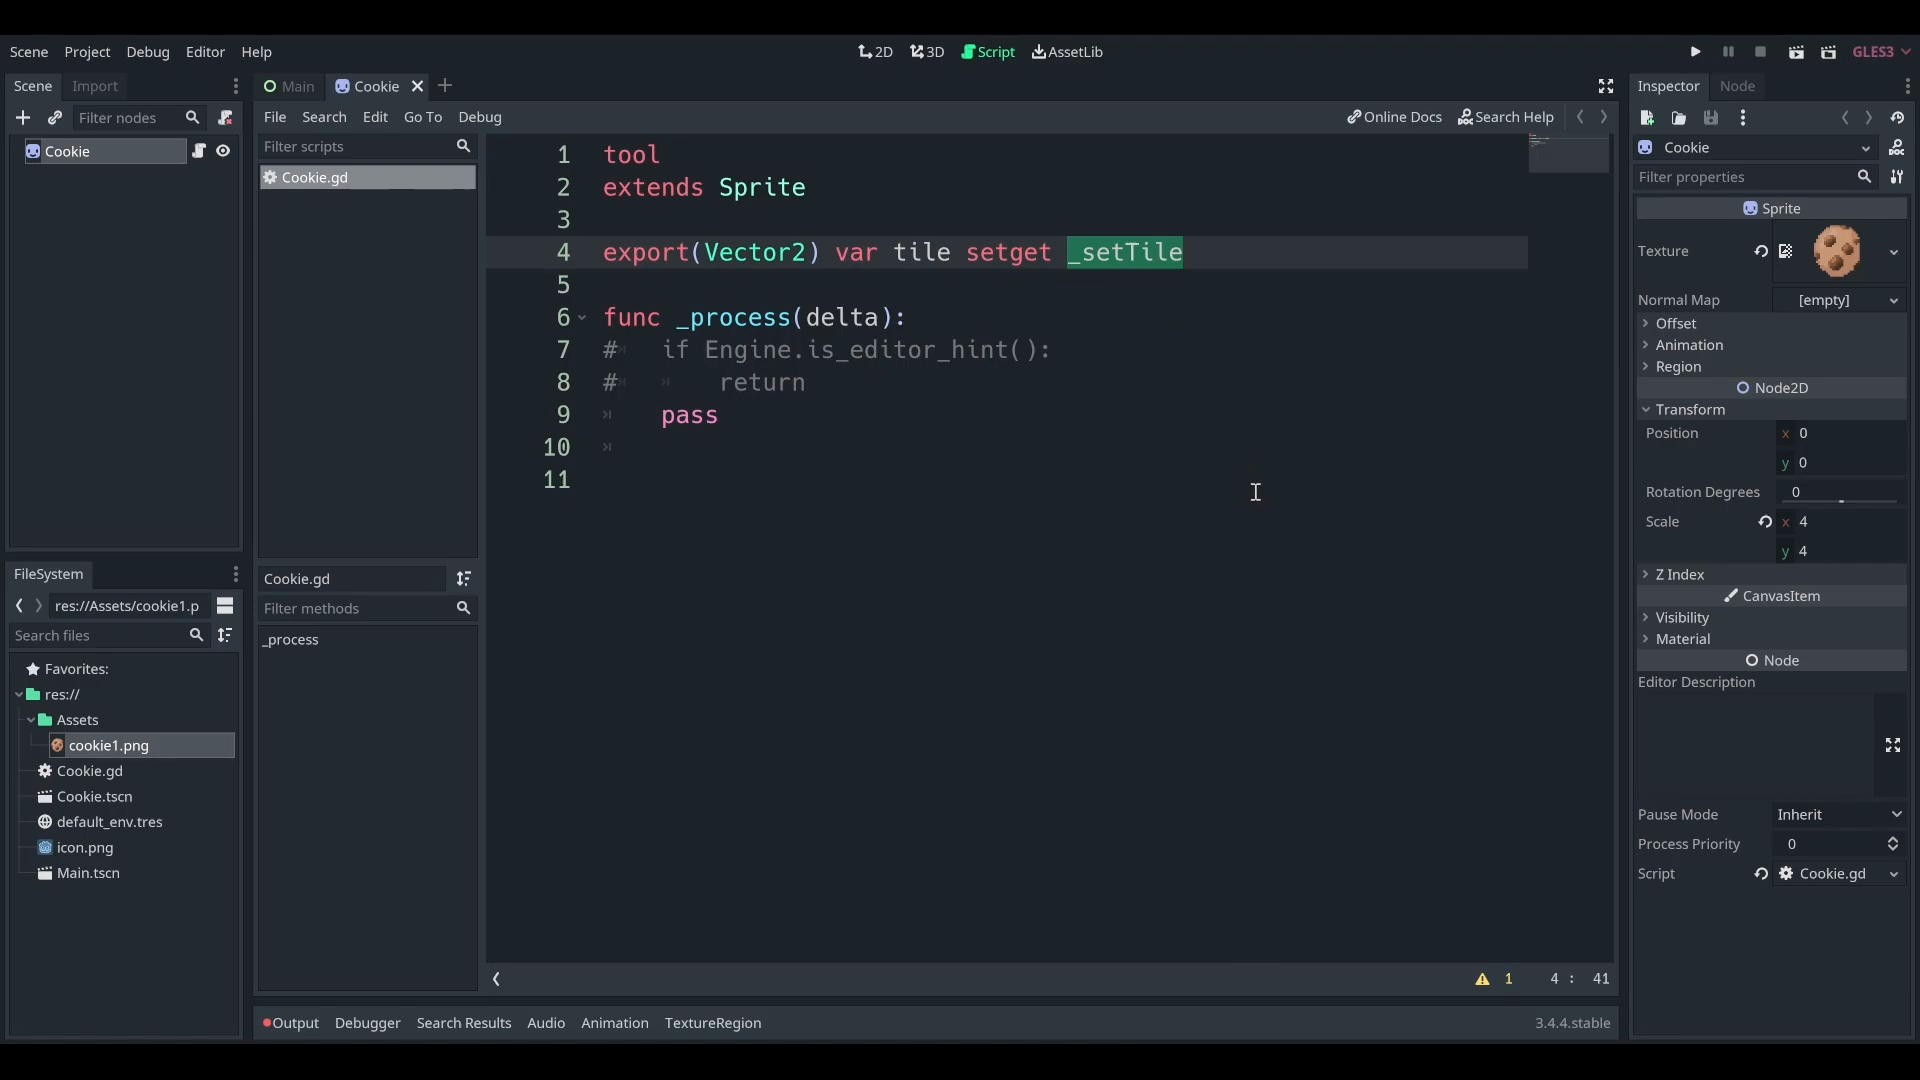 Scene Project Debug Editor Help
2D 3D Script AssetLib
GLES3
Scene Import
Filter nodes
Cookie
Main Cookie
File Search Edit Go To Debug
Online Docs Search Help
Filter scripts
Cookie.gd
1 tool
2 extends Sprite
3
4 export(Vector2) var tile setget _setTile
5
6 func _process(delta):
7 # if Engine.is_editor_hint():
8 # return
9 pass
10
11
Cookie.gd
Filter methods
_process
1 4 : 41
Output Debugger Search Results Audio Animation TextureRegion
3.4.4.stable
FileSystem
res://Assets/cookie1.p
Search files
Favorites:
res://
Assets
cookie1.png
Cookie.gd
Cookie.tscn
default_env.tres
icon.png
Main.tscn
Inspector Node
Cookie
Filter properties
Sprite
Texture
Normal Map [empty]
Offset
Animation
Region
Node2D
Transform
Position x 0
y 0
Rotation Degrees 0
Scale x 4
y 4
Z Index
CanvasItem
Visibility
Material
Node
Editor Description
Pause Mode Inherit
Process Priority 0
Script Cookie.gd